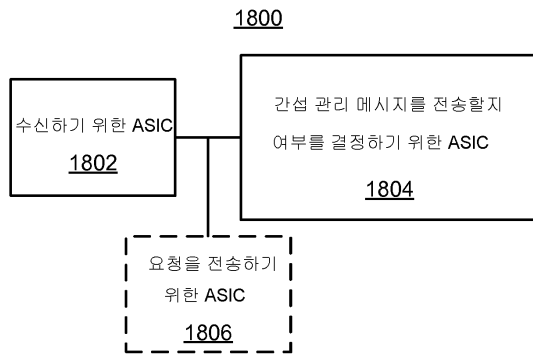 1800
수신하기 위한 ASIC
1802
간섭 관리 메시지를 전송할지
여부를 결정하기 위한 ASIC
1804
요청을 전송하기
위한 ASIC
1806